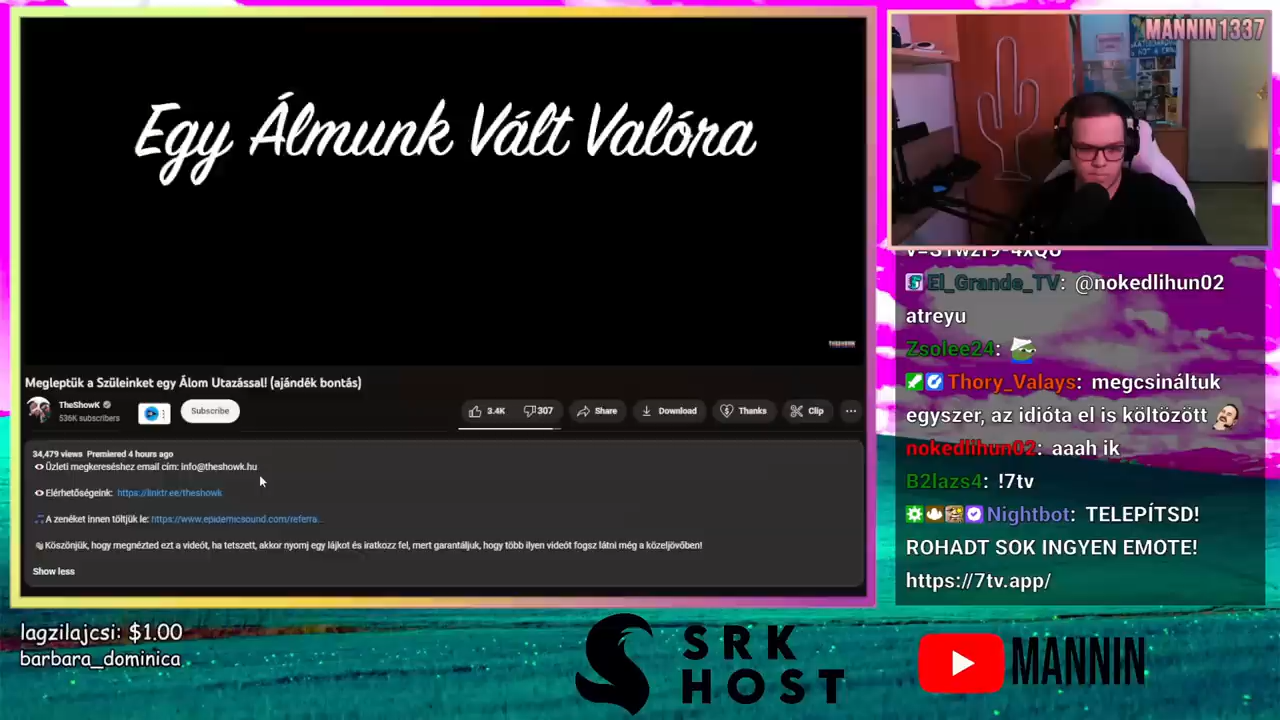 Egy Álmunk Vált Valóra
THESHOWK
Megleptük a Szüleinket egy Álom Utazással! (ajándék bontás)
TheShowK
536K subscribers
Subscribe
3.4K
307
Share
Download
Thanks
Clip
34,479 views Premiered 4 hours ago
Üzleti megkereséshez email cím: info@theshowk.hu
Elérhetőségeink: https://linktr.ee/theshowk
A zenéket innen töltjük le: https://www.epidemicsound.com/referra...
Köszönjük, hogy megnézted ezt a videót, ha tetszett, akkor nyomj egy lájkot és iratkozz fel, mert garantáljuk, hogy több ilyen videót fogsz látni még a közeljövőben!
Show less
MANNIN1337
El_Grande_TV: @nokedlihun02
atreyu
Zsolee24:
Thory_Valays: megcsináltuk
egyszer, az idióta el is költözött
nokedlihun02: aaah ik
B2lazs4: !7tv
Nightbot: TELEPÍTSD!
ROHADT SOK INGYEN EMOTE!
https://7tv.app/
lagzilajcsi: $1.00
barbara_dominica
SRK
HOST
MANNIN